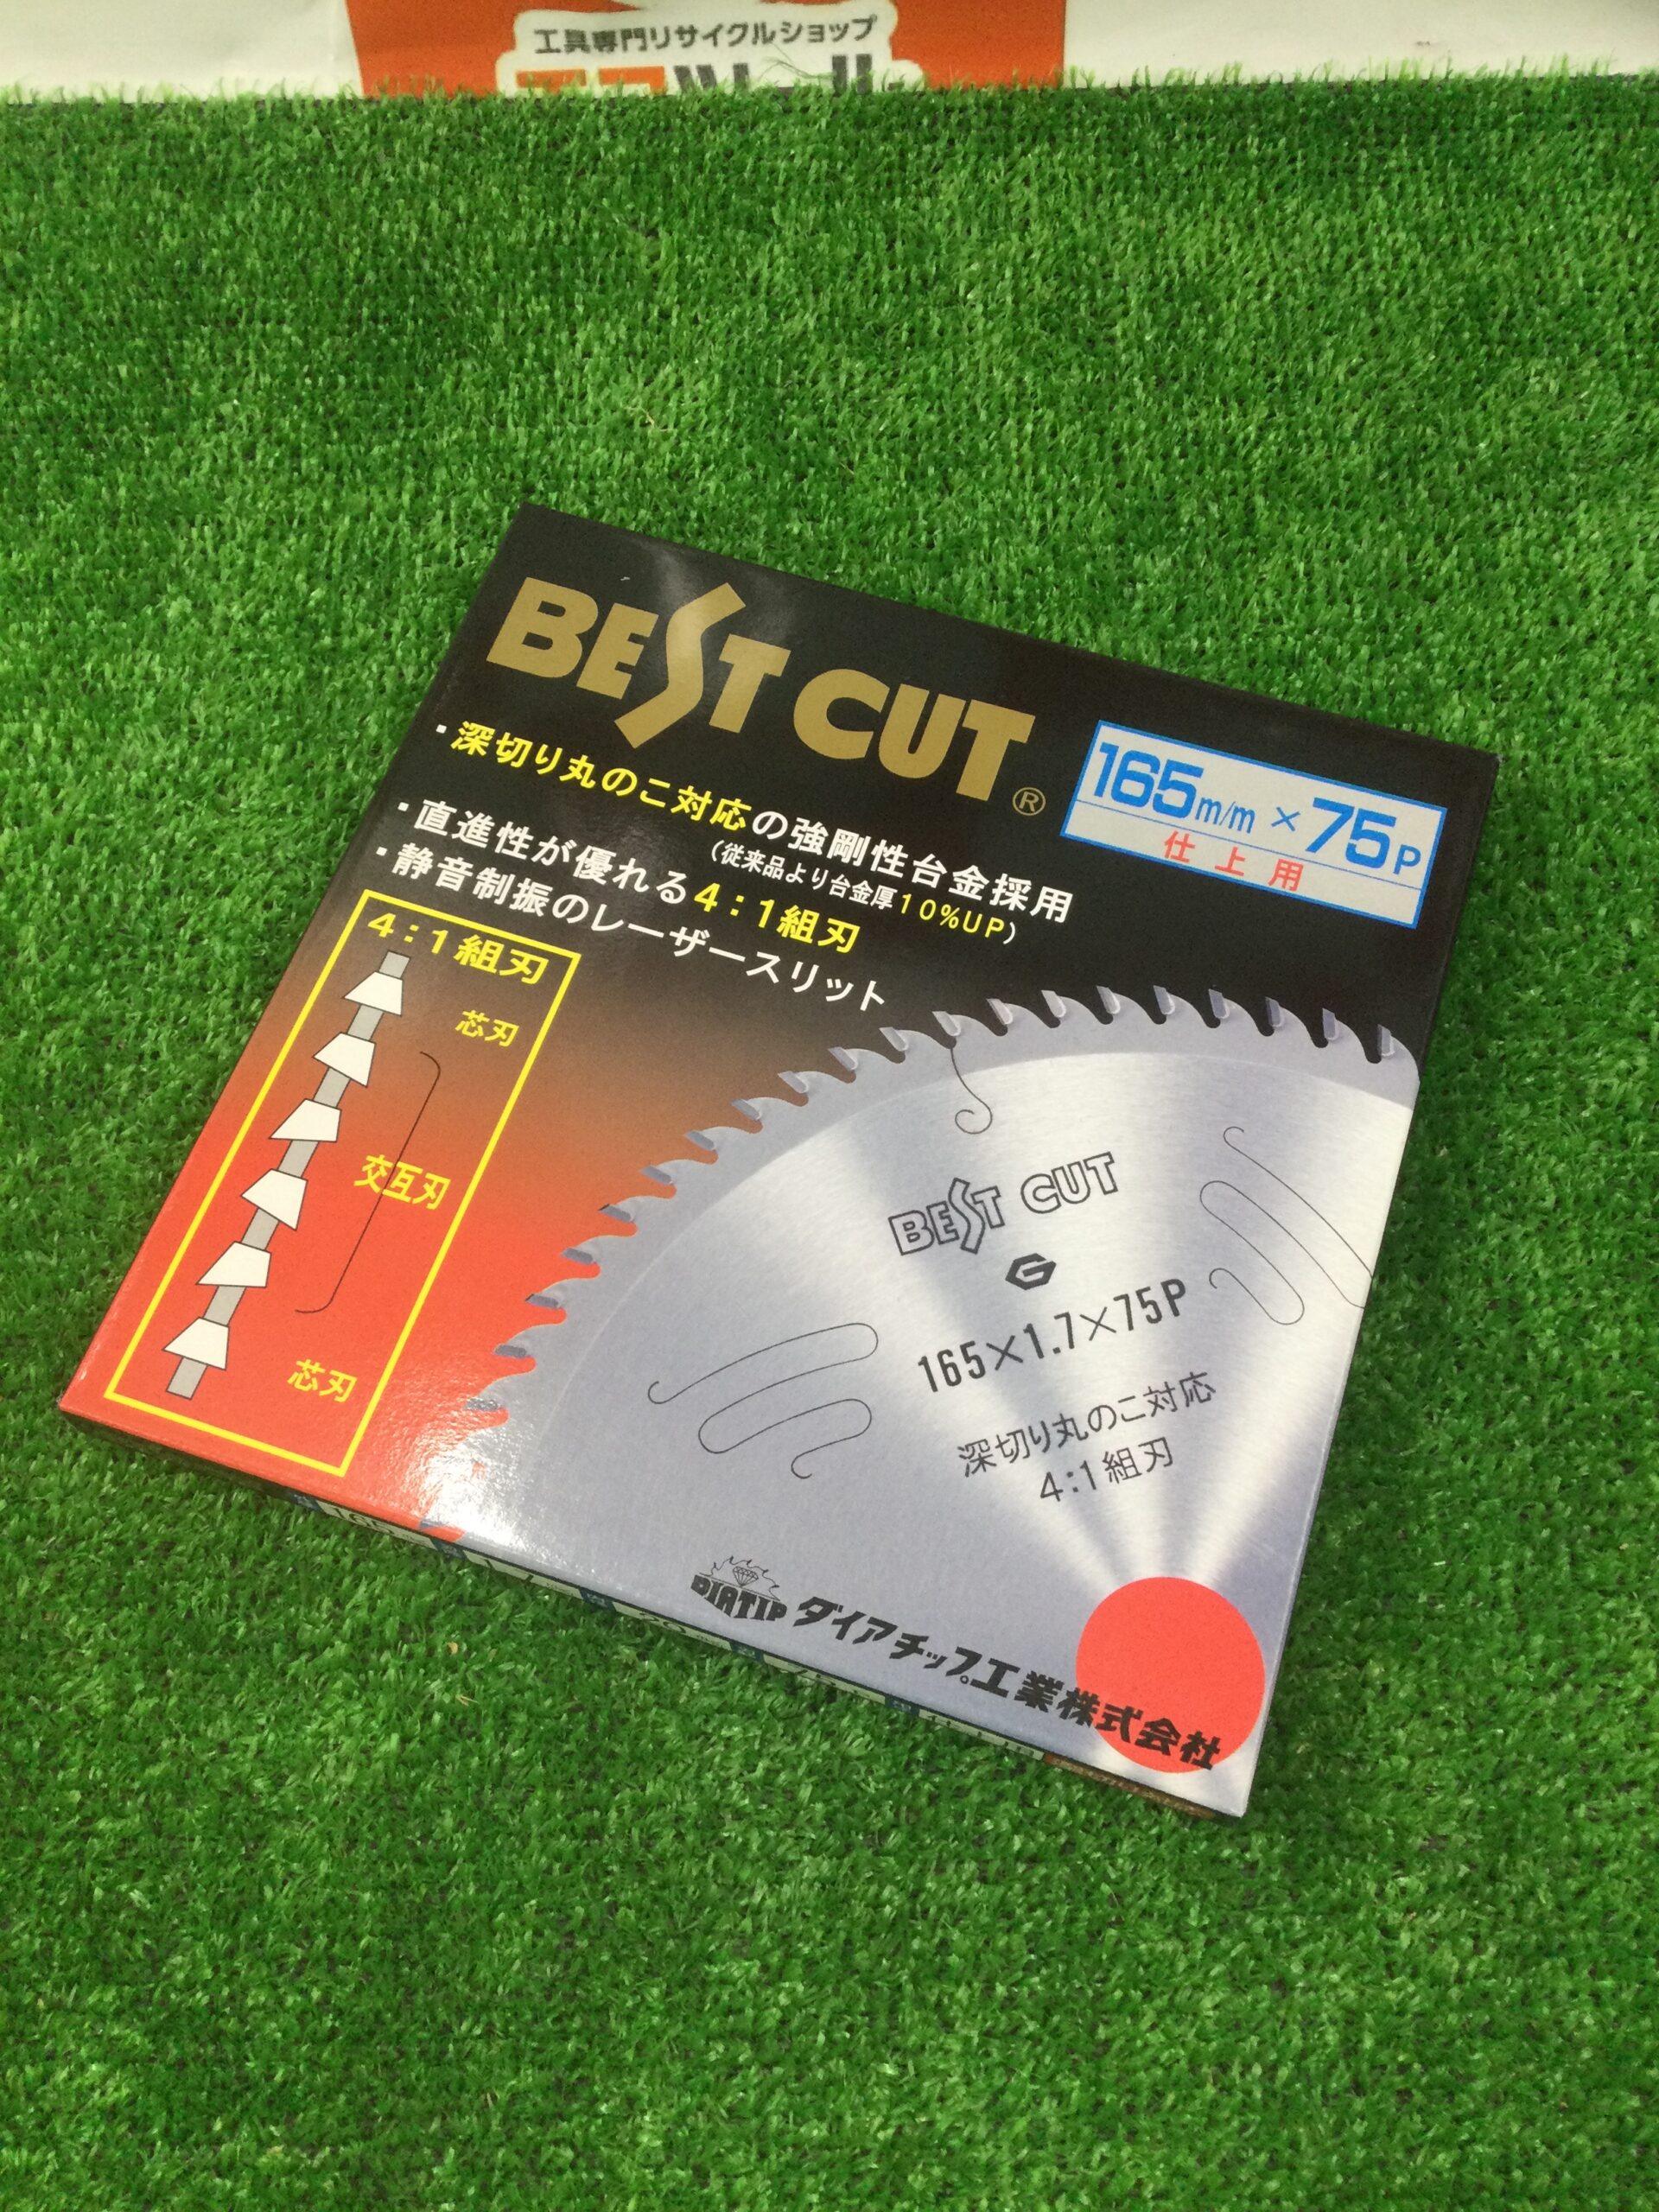 工具専門リサイクルショップ
BEST CUT®
165m/m×75P
仕上用
・深切り丸のこ対応の強剛性台金採用
(従来品より台金厚10%UP)
・直進性が優れる4:1組刃
・静音制振のレーザースリット
4:1組刃
芯刃
交互刃
芯刃
BEST CUT
G
165×1.7×75P
深切り丸のこ対応
4:1組刃
DIATIP ダイアチップ工業株式会社